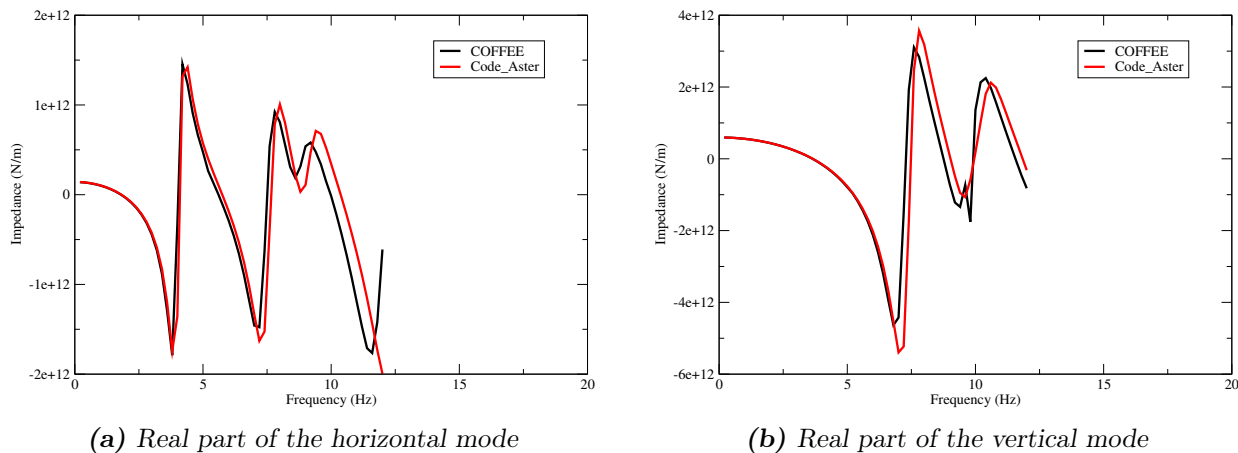 2e+12
1e+12
0
-1e+12
-2e+12
Impedance (N/m)
0 5 10 15 20
Frequency (Hz)
COFFEE
Code_Aster
(a) Real part of the horizontal mode
4e+12
2e+12
0
-2e+12
-4e+12
-6e+12
Impedance (N/m)
0 5 10 15 20
Frequency (Hz)
COFFEE
Code_Aster
(b) Real part of the vertical mode